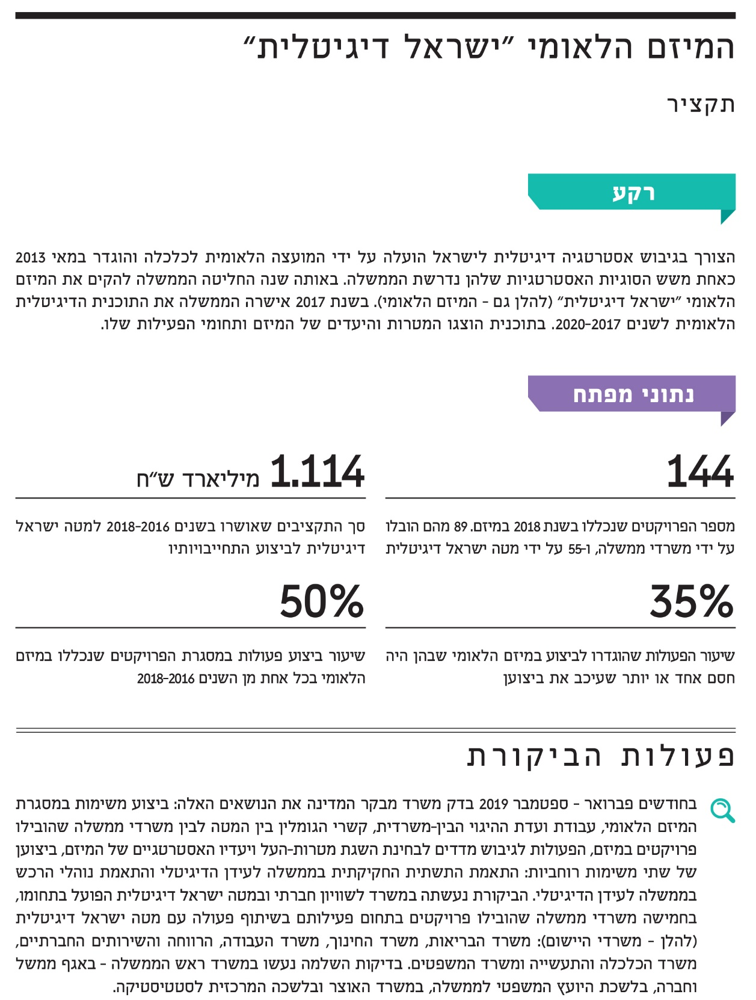 המיזם הלאומי "ישראל דיגיטלית"
תקציר
רקע
הצורך בגיבוש אסטרטגיה דיגיטלית לישראל הועלה על ידי המועצה הלאומית לכלכלה והוגדר במאי 2013
כאחת משש הסוגיות האסטרטגיות שלהן נדרשת הממשלה. באותה שנה החליטה הממשלה להקים את המיזם
הלאומי "ישראל דיגיטלית" (להלן גם - המיזם הלאומי). בשנת 2017 אישרה הממשלה את התוכנית הדיגיטלית
הלאומית לשנים 2017–2020. בתוכנית הוצגו המטרות והיעדים של המיזם ותחומי הפעילות שלו.
נתוני מפתח
144
מספר הפרויקטים שנכללו בשנת 2018 במיזם. 89 מהם הובלו
על ידי משרדי ממשלה, ו-55 על ידי מטה ישראל דיגיטלית
1.114 מיליארד ש"ח
סך התקציבים שאושרו בשנים 2016–2018 למטה ישראל
דיגיטלית לביצוע התחייבויותיו
35%
שיעור הפעולות שהוגדרו לביצוע במיזם הלאומי שבהן היה
חסם אחד או יותר שעיכב את ביצוען
50%
שיעור ביצוע פעולות במסגרת הפרויקטים שנכללו במיזם
הלאומי בכל אחת מן השנים 2016–2018
פעולות הביקורת
בחודשים פברואר - ספטמבר 2019 בדק משרד מבקר המדינה את הנושאים האלה: ביצוע משימות במסגרת
המיזם הלאומי, עבודת ועדת ההיגוי הבין-משרדית, קשרי הגומלין בין המטה לבין משרדי ממשלה שהובילו
פרויקטים במיזם, הפעולות לגיבוש מדדים לבחינת השגת מטרות-העל ויעדיו האסטרטגיים של המיזם, ביצוען
של שתי משימות רוחביות: התאמת התשתית החקיקתית בממשלה לעידן הדיגיטלי והתאמת נוהלי הרכש
בממשלה לעידן הדיגיטלי. הביקורת נעשתה במשרד לשוויון חברתי ובמטה ישראל דיגיטלית הפועל בתחומו,
בחמישה משרדי ממשלה שהובילו פרויקטים בתחום פעילותם בשיתוף פעולה עם מטה ישראל דיגיטלית
(להלן - משרדי היישום): משרד הבריאות, משרד החינוך, משרד העבודה, הרווחה והשירותים החברתיים,
משרד הכלכלה והתעשייה ומשרד המשפטים. בדיקות השלמה נעשו במשרד ראש הממשלה - באגף ממשל
וחברה, בלשכת היועץ המשפטי לממשלה, במשרד האוצר ובלשכה המרכזית לסטטיסטיקה.